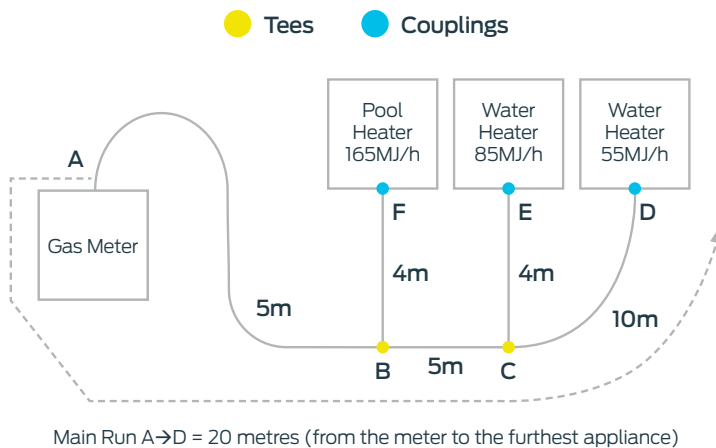 Tees
Couplings
A
Gas Meter
Pool
Heater
165MJ/h
Water
Heater
85MJ/h
Water
Heater
55MJ/h
F
E
D
4m
4m
10m
5m
B
5m
C
Main Run A→D = 20 metres (from the meter to the furthest appliance)